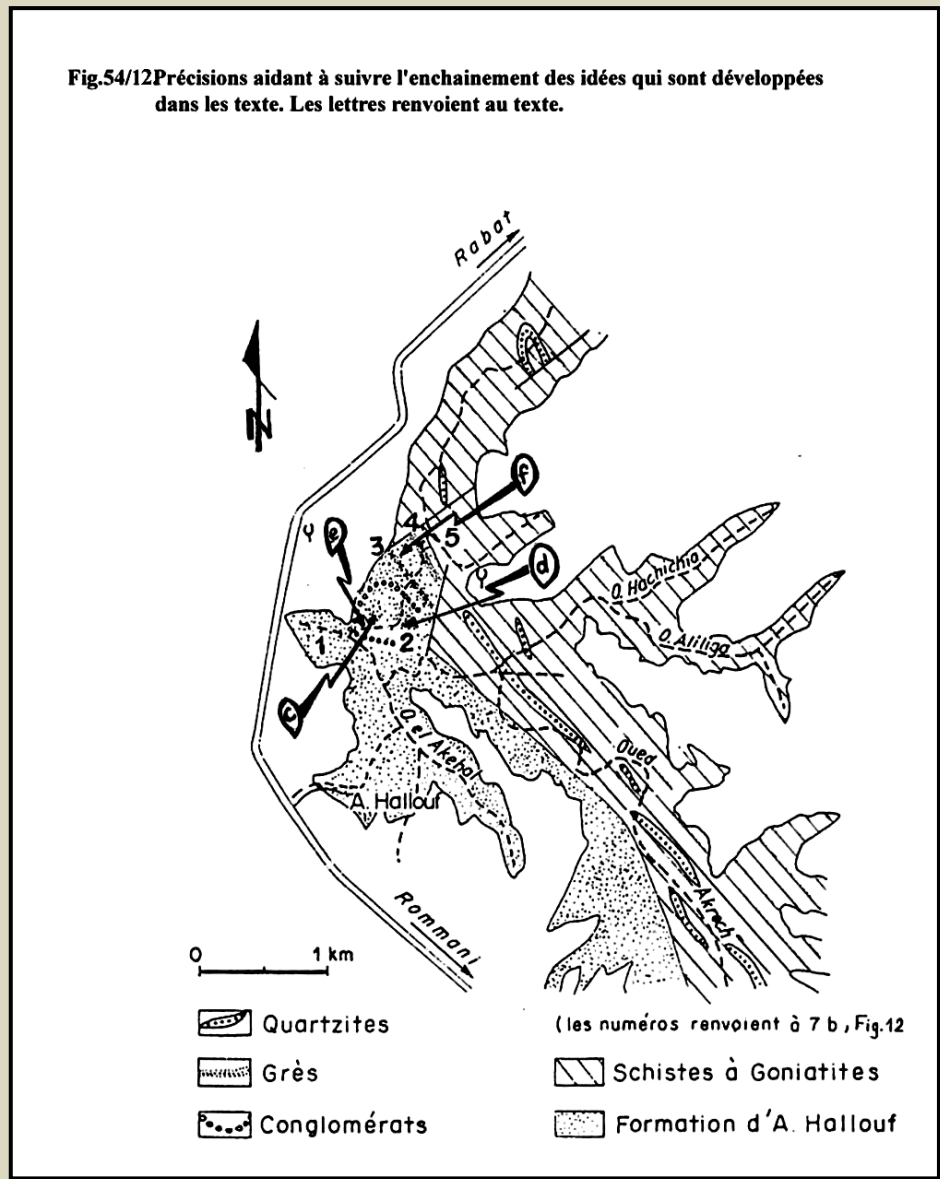 Fig.54/12Précisions aidant à suivre l'enchainement des idées qui sont développées
dans les texte. Les lettres renvoient au texte.
Rabat
N
f
e
4
3
5
d
O. Hachichia
O. Aliliga
1
2
c
O. el Akehal
Oued
A. Hallouf
Akrech
Rommani
0 1 km
Quartzites
(les numéros renvoient à 7 b, Fig.12
Grès
Schistes à Goniatites
Conglomérats
Formation d'A. Hallouf